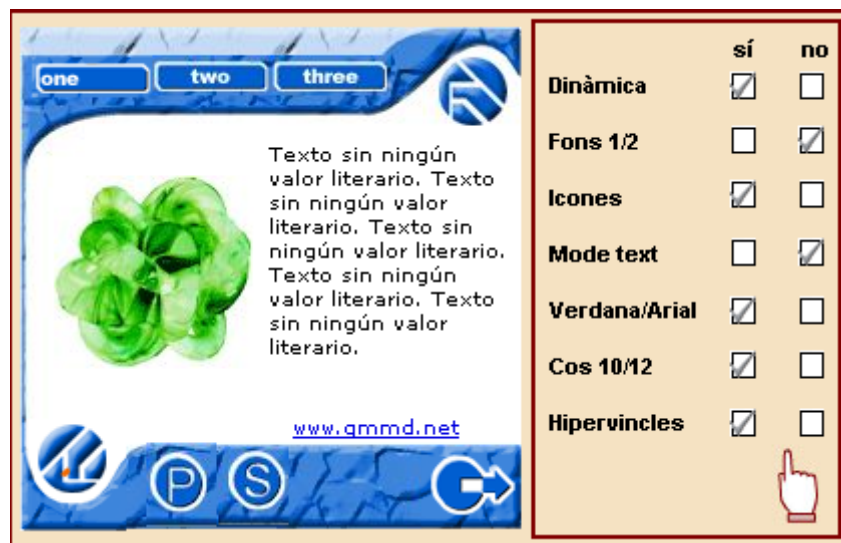 one
two
three
Texto sin ningún
valor literario. Texto
sin ningún valor
literario. Texto sin
ningún valor literario.
Texto sin ningún
valor literario. Texto
sin ningún valor
literario.
www.gmmd.net
P
S
sí no
Dinàmica
Fons 1/2
Icones
Mode text
Verdana/Arial
Cos 10/12
Hipervincles